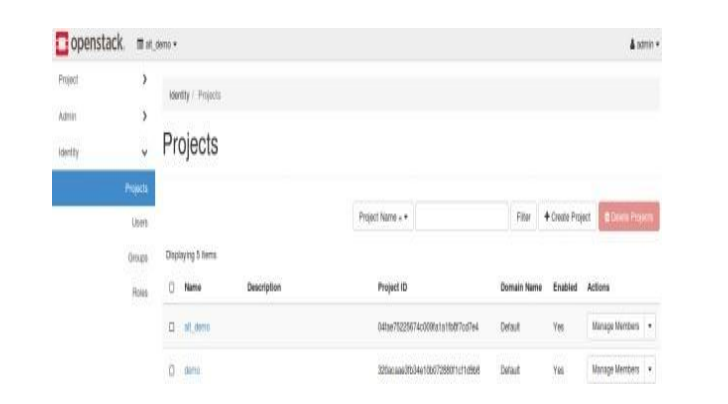 openstack. alt_demo
admin
Project
Admin
Identity
Projects
Users
Groups
Roles
Identity / Projects
Projects
Project Name = Filter + Create Project Delete Projects
Displaying 5 items
Name Description Project ID Domain Name Enabled Actions
alt_demo Default Yes Manage Members
demo Default Yes Manage Members